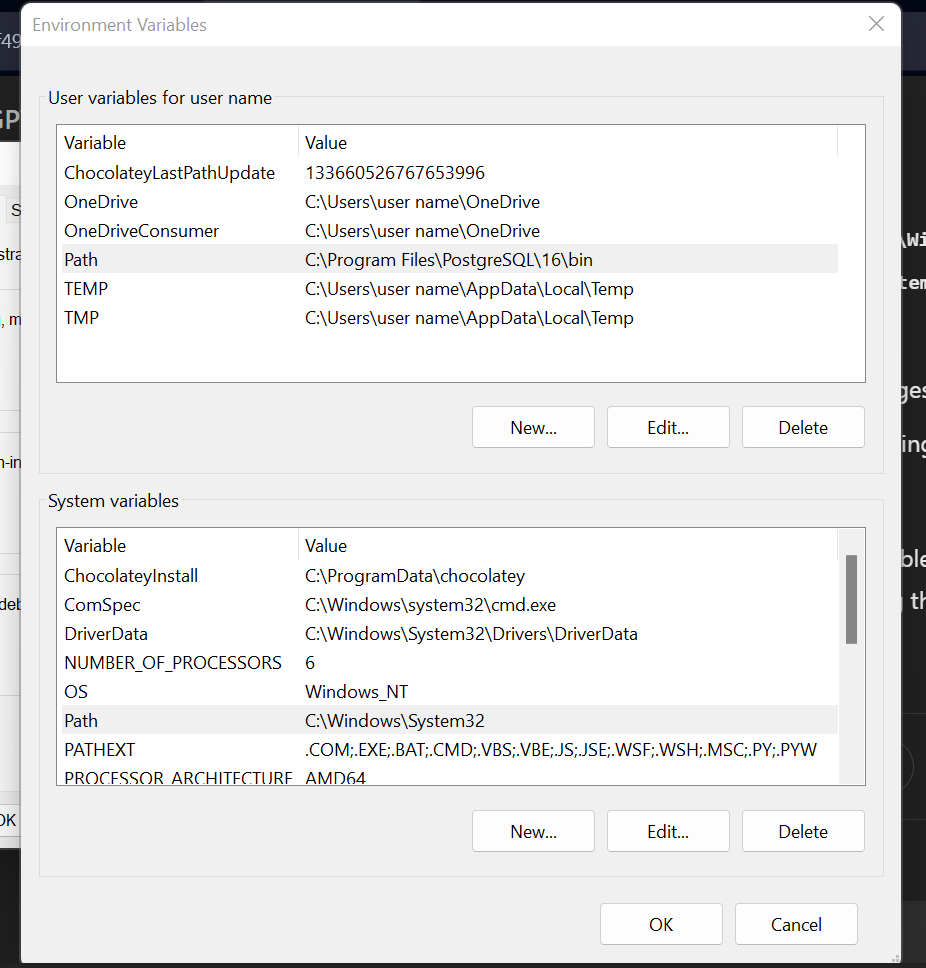 Environment Variables
User variables for user name
Variable Value
ChocolateyLastPathUpdate 133660526767653996
OneDrive C:\Users\user name\OneDrive
OneDriveConsumer C:\Users\user name\OneDrive
Path C:\Program Files\PostgreSQL\16\bin
TEMP C:\Users\user name\AppData\Local\Temp
TMP C:\Users\user name\AppData\Local\Temp
New... Edit... Delete
System variables
Variable Value
ChocolateyInstall C:\ProgramData\chocolatey
ComSpec C:\Windows\system32\cmd.exe
DriverData C:\Windows\System32\Drivers\DriverData
NUMBER_OF_PROCESSORS 6
OS Windows_NT
Path C:\Windows\System32
PATHEXT .COM;.EXE;.BAT;.CMD;.VBS;.VBE;.JS;.JSE;.WSF;.WSH;.MSC;.PY;.PYW
PROCESSOR_ARCHITECTURE AMD64
New... Edit... Delete
OK Cancel